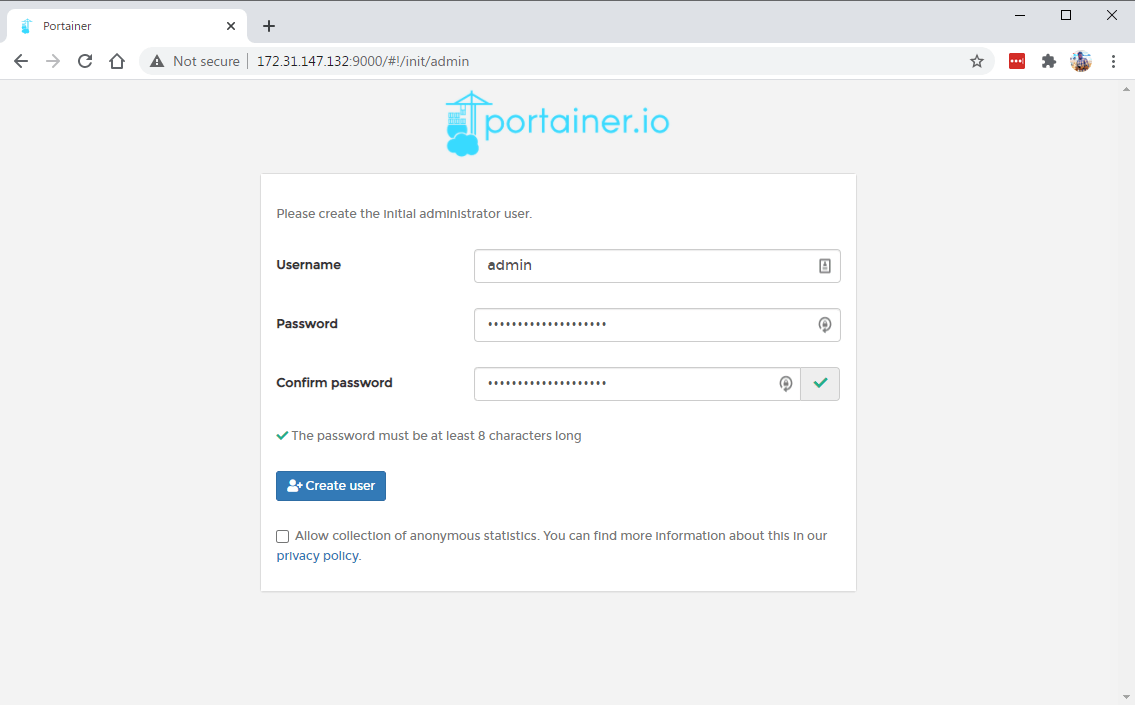 Portainer
Not secure 172.31.147.132:9000/#!/init/admin
portainer.io
Please create the initial administrator user.
Username admin
Password ••••••••••••••••••••
Confirm password ••••••••••••••••••••
The password must be at least 8 characters long
Create user
Allow collection of anonymous statistics. You can find more information about this in our
privacy policy.